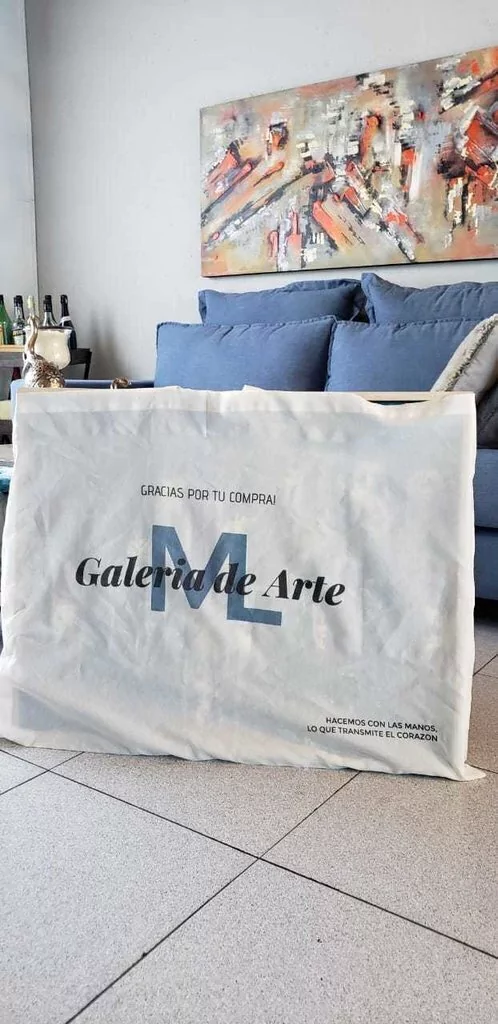 GRACIAS POR TU COMPRA!
ML
Galeria de Arte
HACEMOS CON LAS MANOS,
LO QUE TRANSMITE EL CORAZON